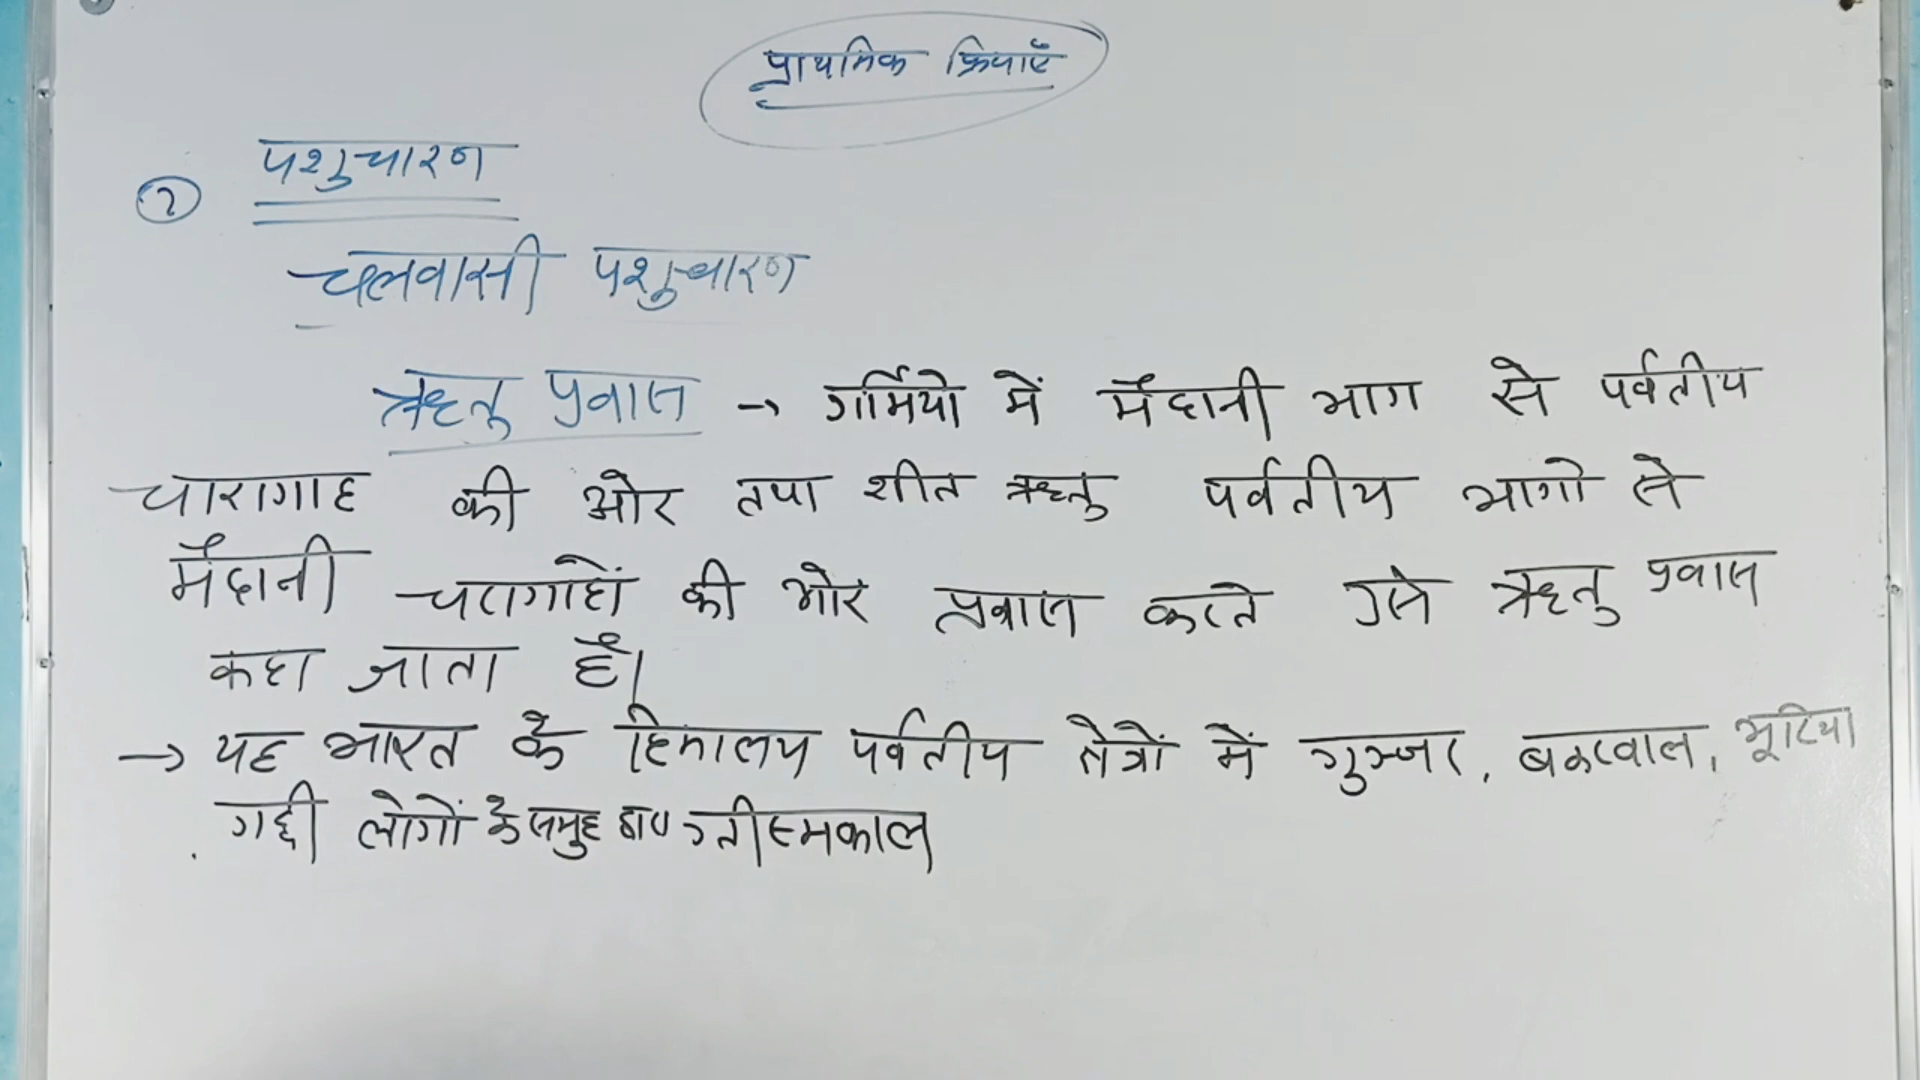 प्राथमिक क्रियाएँ
② पशुचारण
चलवासी पशुचारण
ऋतु प्रवास → गर्मियो में मैदानी भाग से पर्वतीय
चारागाह की ओर तथा शीत ऋतु पर्वतीय भागो से
मैदानी चरागाहों की ओर प्रवास करते उसे ऋतु प्रवास
कहा जाता है।
→ यह भारत के हिमालय पर्वतीय क्षेत्रों में गुज्जर, बकरवाल, भूटिया
गद्दी लोगों के समुह द्वारा